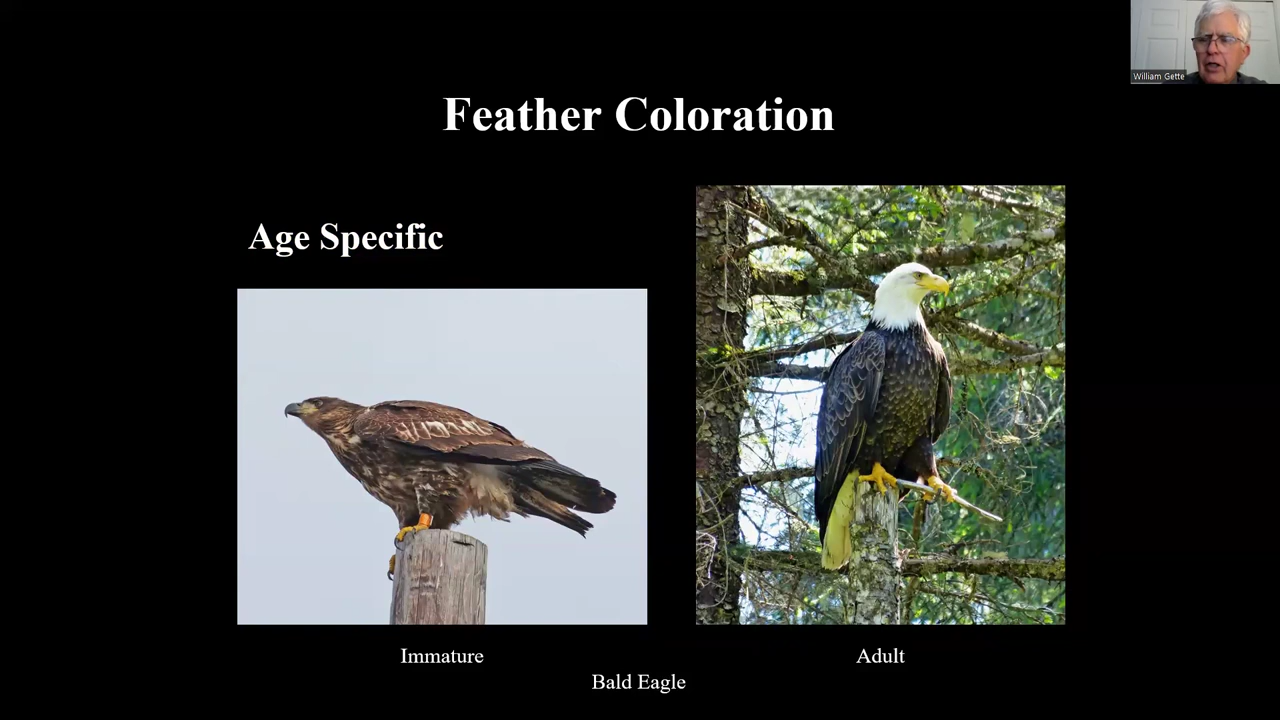 William Gette
Feather Coloration
Age Specific
Immature
Adult
Bald Eagle